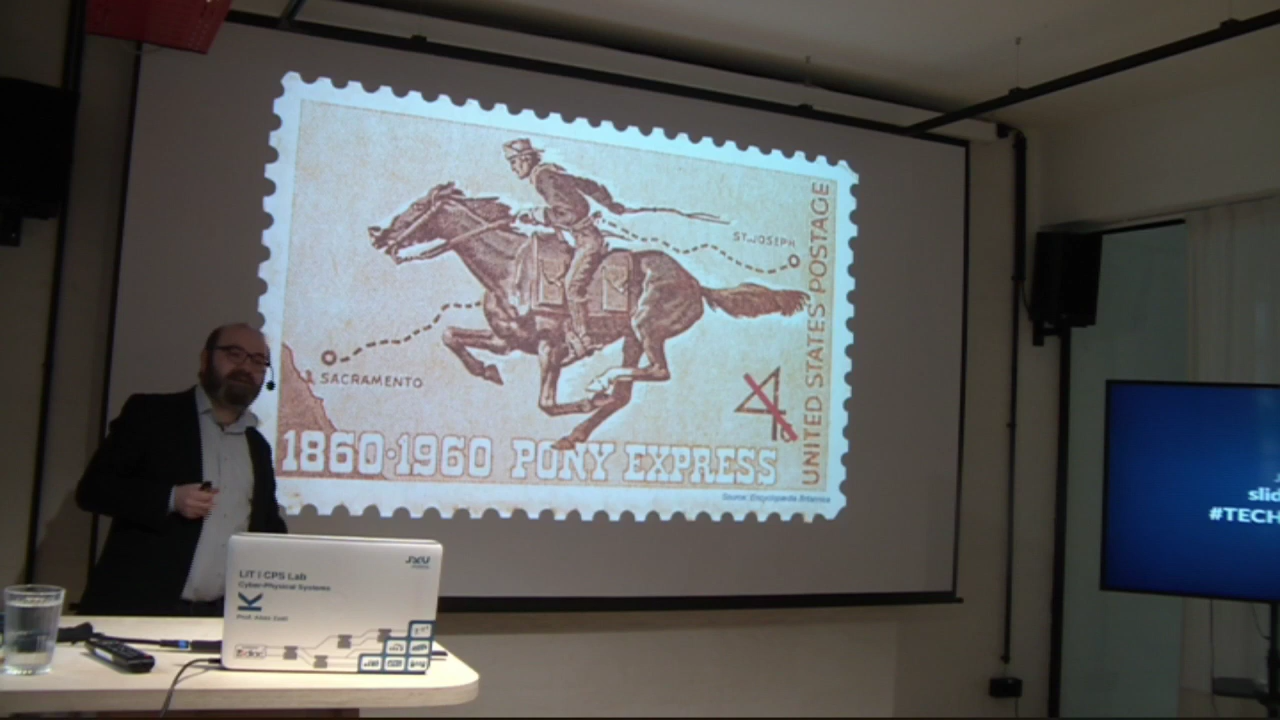 ST. JOSEPH
SACRAMENTO
4¢
UNITED STATES POSTAGE
1860·1960 PONY EXPRESS
Source: Encyclopaedia Britannica
JKU
LIT | CPS Lab
Cyber-Physical Systems
K
#TECH